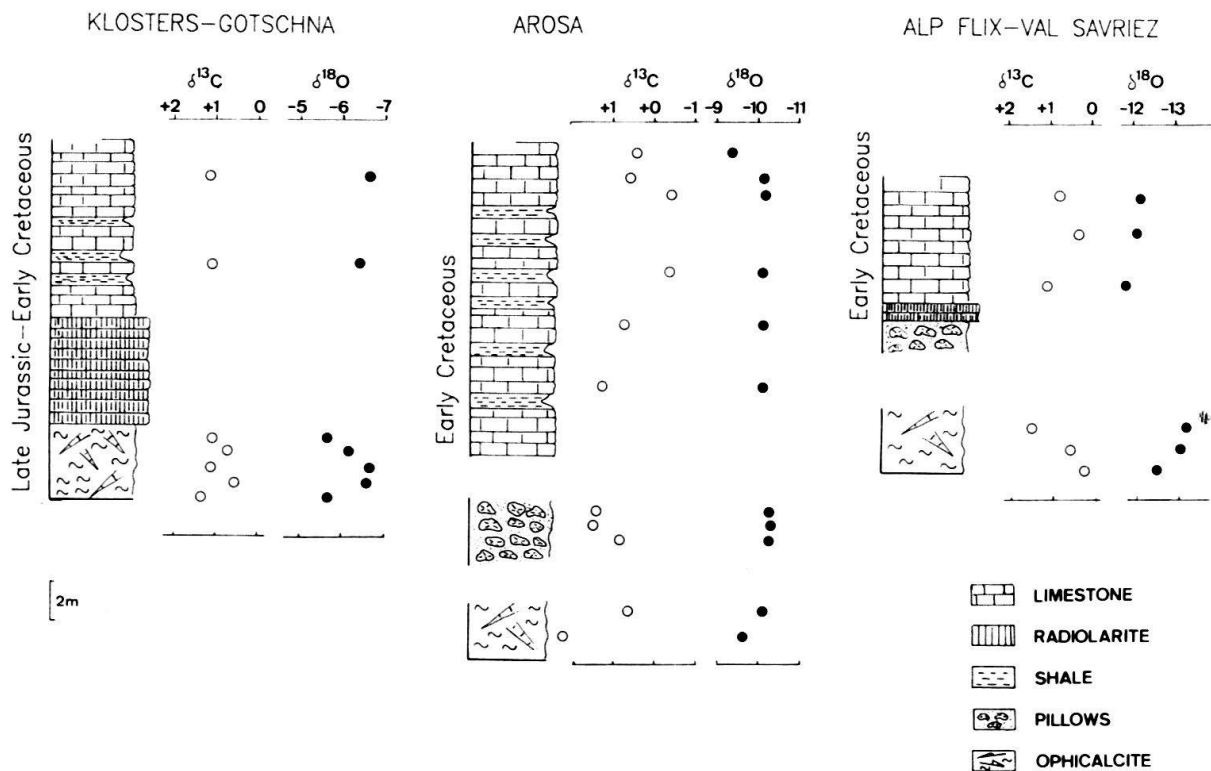 KLOSTERS–GOTSCHNA
AROSA
ALP FLIX–VAL SAVRIEZ
δ13C δ18O
+2 +1 0 -5 -6 -7
δ13C δ18O
+1 +0 -1 -9 -10 -11
δ13C δ18O
+2 +1 0 -12 -13
Late Jurassic–Early Cretaceous
Early Cretaceous
Early Cretaceous
2m
LIMESTONE
RADIOLARITE
SHALE
PILLOWS
OPHICALCITE